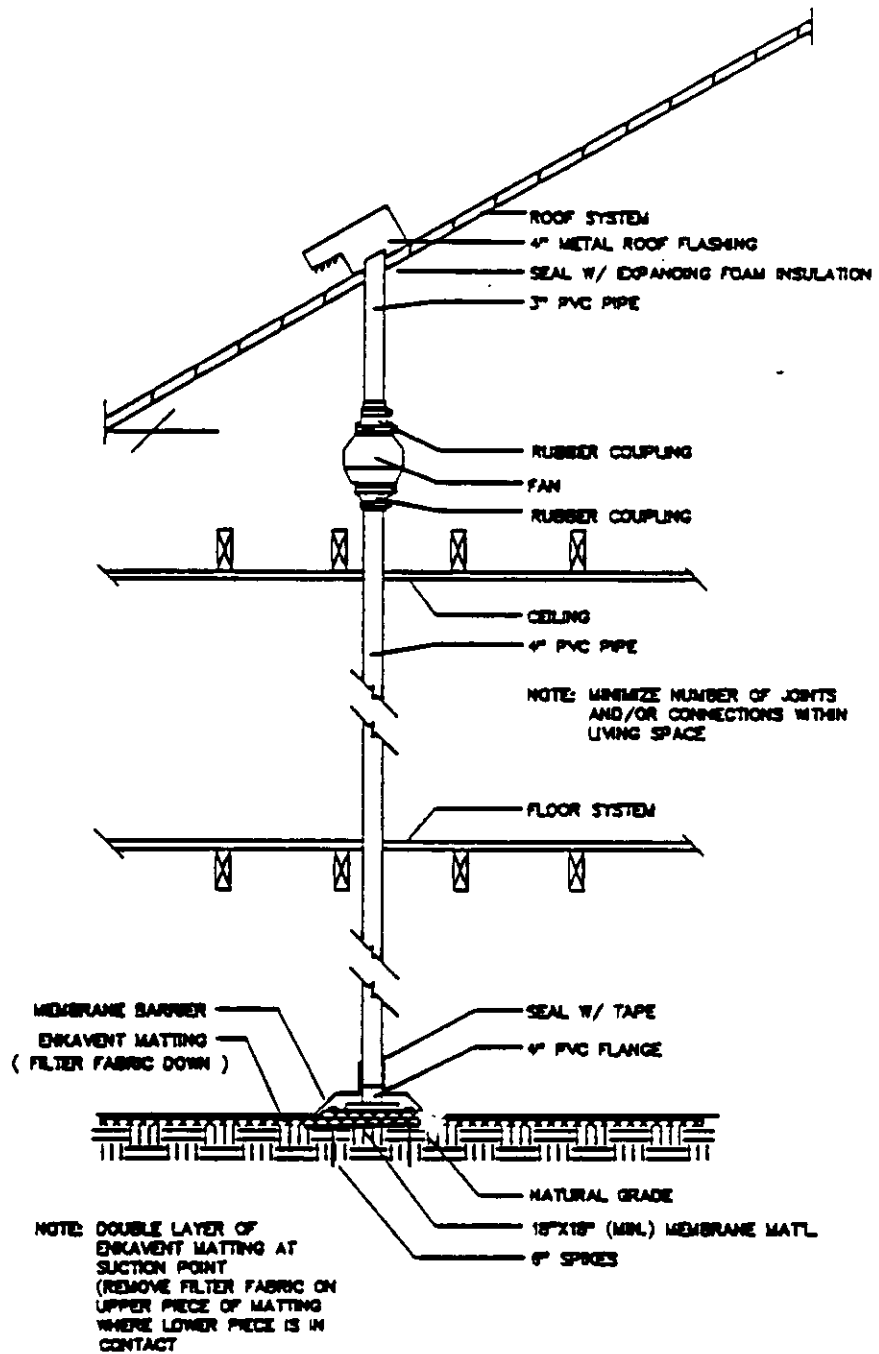 ROOF SYSTEM
4" METAL ROOF FLASHING
SEAL W/ EXPANDING FOAM INSULATION
3" PVC PIPE
RUBBER COUPLING
FAN
RUBBER COUPLING
CEILING
4" PVC PIPE
NOTE: MINIMIZE NUMBER OF JOINTS
AND/OR CONNECTIONS WITHIN
LIVING SPACE
FLOOR SYSTEM
MEMBRANE BARRIER
ENKAVENT MATTING
( FILTER FABRIC DOWN )
SEAL W/ TAPE
4" PVC FLANGE
NATURAL GRADE
18"X18" (MIN.) MEMBRANE MAT'L
6" SPIKES
NOTE: DOUBLE LAYER OF
ENKAVENT MATTING AT
SUCTION POINT
(REMOVE FILTER FABRIC ON
UPPER PIECE OF MATTING
WHERE LOWER PIECE IS IN
CONTACT